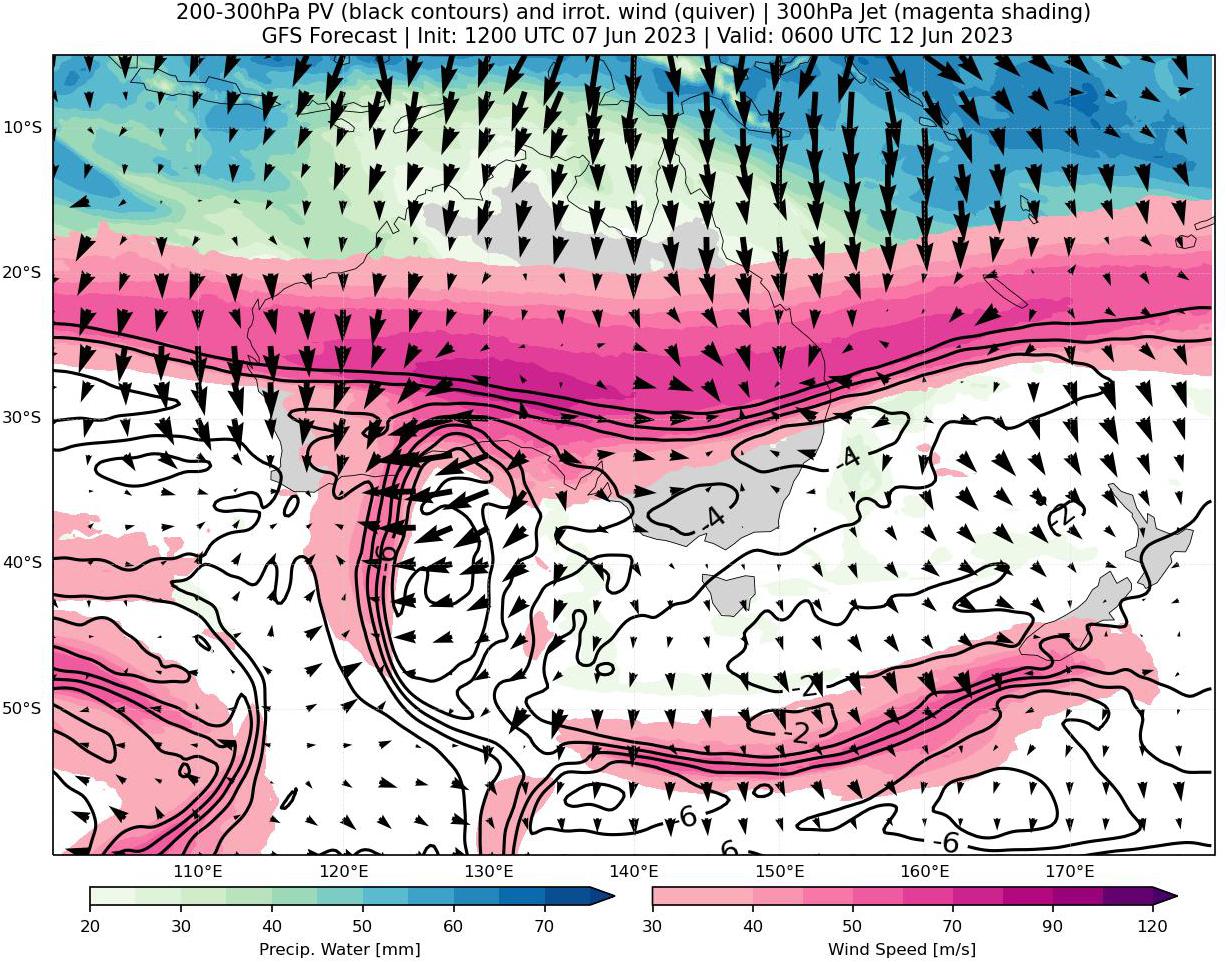 200-300hPa PV (black contours) and irrot. wind (quiver) | 300hPa Jet (magenta shading)
GFS Forecast | Init: 1200 UTC 07 Jun 2023 | Valid: 0600 UTC 12 Jun 2023
10°S
20°S
30°S
-4
-4
-2
-6
40°S
-2
50°S
-2
-6
-6
6
110°E 120°E 130°E 140°E 150°E 160°E 170°E
20 30 40 50 60 70
Precip. Water [mm]
30 40 50 60 70 80 90 120
Wind Speed [m/s]